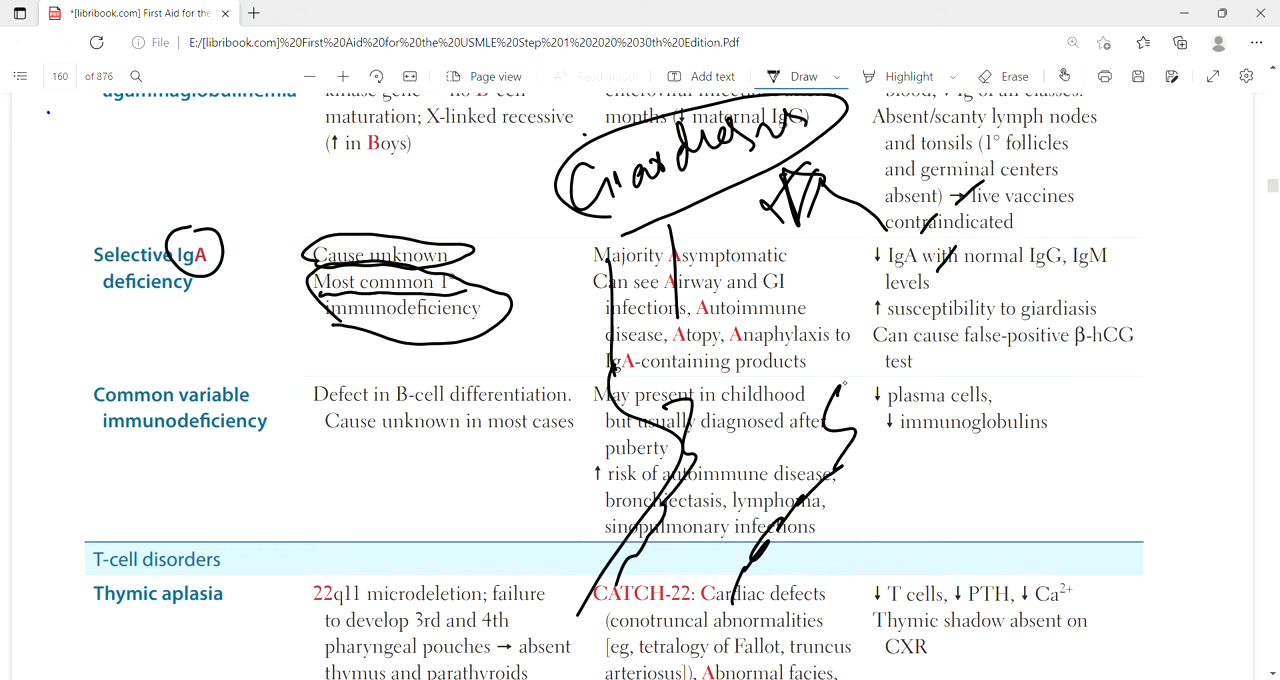 *[libribook.com] First Aid for the
File E:/[libribook.com]%20First%20Aid%20for%20the%20USMLE%20Step%201%202020%2030th%20Edition.Pdf
160 of 876 Page view Read aloud Add text Draw Highlight Erase
agammaglobulinemia
maturation; X-linked recessive
(↑ in Boys)
months (↓ maternal IgG)
Absent/scanty lymph nodes
and tonsils (1° follicles
and germinal centers
absent) → live vaccines
contraindicated
Giardiasis
Selective IgA
deficiency
Cause unknown
Most common 1°
immunodeficiency
Majority Asymptomatic
Can see Airway and GI
infections, Autoimmune
disease, Atopy, Anaphylaxis to
IgA-containing products
↓ IgA with normal IgG, IgM
levels
↑ susceptibility to giardiasis
Can cause false-positive β-hCG
test
Common variable
immunodeficiency
Defect in B-cell differentiation.
Cause unknown in most cases
May present in childhood
but usually diagnosed after
puberty
↑ risk of autoimmune disease,
bronchiectasis, lymphoma,
sinopulmonary infections
↓ plasma cells,
↓ immunoglobulins
T-cell disorders
Thymic aplasia
22q11 microdeletion; failure
to develop 3rd and 4th
pharyngeal pouches → absent
thymus and parathyroids
CATCH-22: Cardiac defects
(conotruncal abnormalities
[eg, tetralogy of Fallot, truncus
arteriosus]), Abnormal facies,
↓ T cells, ↓ PTH, ↓ Ca2+
Thymic shadow absent on
CXR